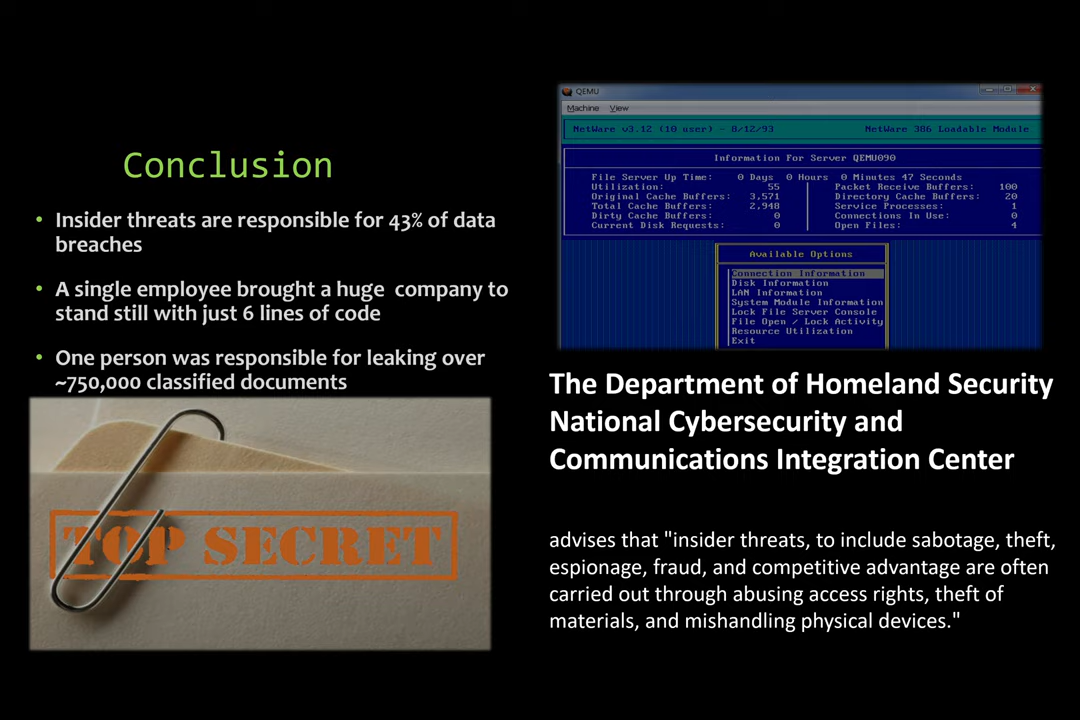 Conclusion
• Insider threats are responsible for 43% of data
breaches
• A single employee brought a huge company to
stand still with just 6 lines of code
• One person was responsible for leaking over
~750,000 classified documents
TOP SECRET
QEMU
Machine View
NetWare v3.12 (10 user) - 8/12/93 NetWare 386 Loadable Module
Information For Server QEMU090
File Server Up Time: 0 Days 0 Hours 0 Minutes 47 Seconds
Utilization: 55 Packet Receive Buffers: 100
Original Cache Buffers: 3,571 Directory Cache Buffers: 20
Total Cache Buffers: 2,948 Service Processes: 1
Dirty Cache Buffers: 0 Connections In Use: 0
Current Disk Requests: 0 Open Files: 4
Available Options
Connection Information
Disk Information
LAN Information
System Module Information
Lock File Server Console
File Open / Lock Activity
Resource Utilization
Exit
The Department of Homeland Security
National Cybersecurity and
Communications Integration Center
advises that "insider threats, to include sabotage, theft,
espionage, fraud, and competitive advantage are often
carried out through abusing access rights, theft of
materials, and mishandling physical devices."